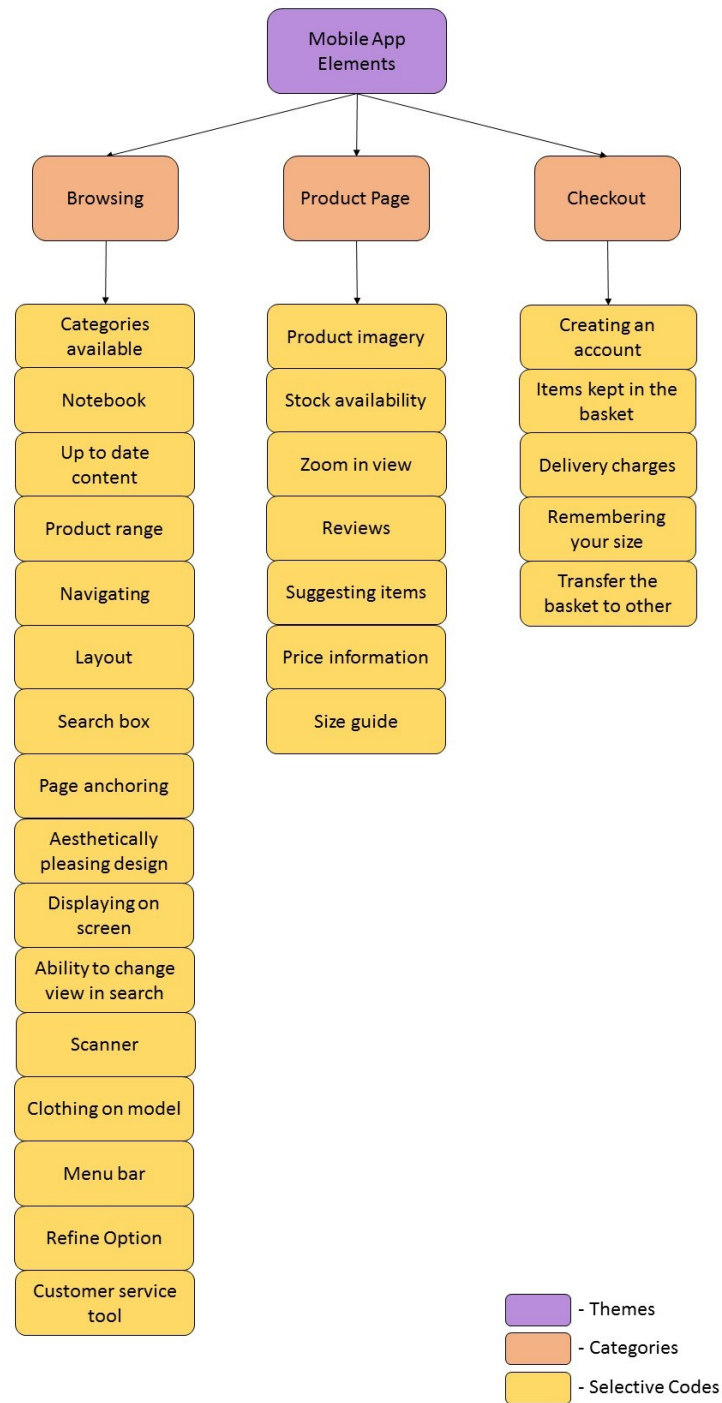 Mobile App
Elements
Browsing
Product Page
Checkout
Categories
available
Notebook
Up to date
content
Product range
Navigating
Layout
Search box
Page anchoring
Aesthetically
pleasing design
Displaying on
screen
Ability to change
view in search
Scanner
Clothing on model
Menu bar
Refine Option
Customer service
tool
Product imagery
Stock availability
Zoom in view
Reviews
Suggesting items
Price information
Size guide
Creating an
account
Items kept in the
basket
Delivery charges
Remembering
your size
Transfer the
basket to other
- Themes
- Categories
- Selective Codes